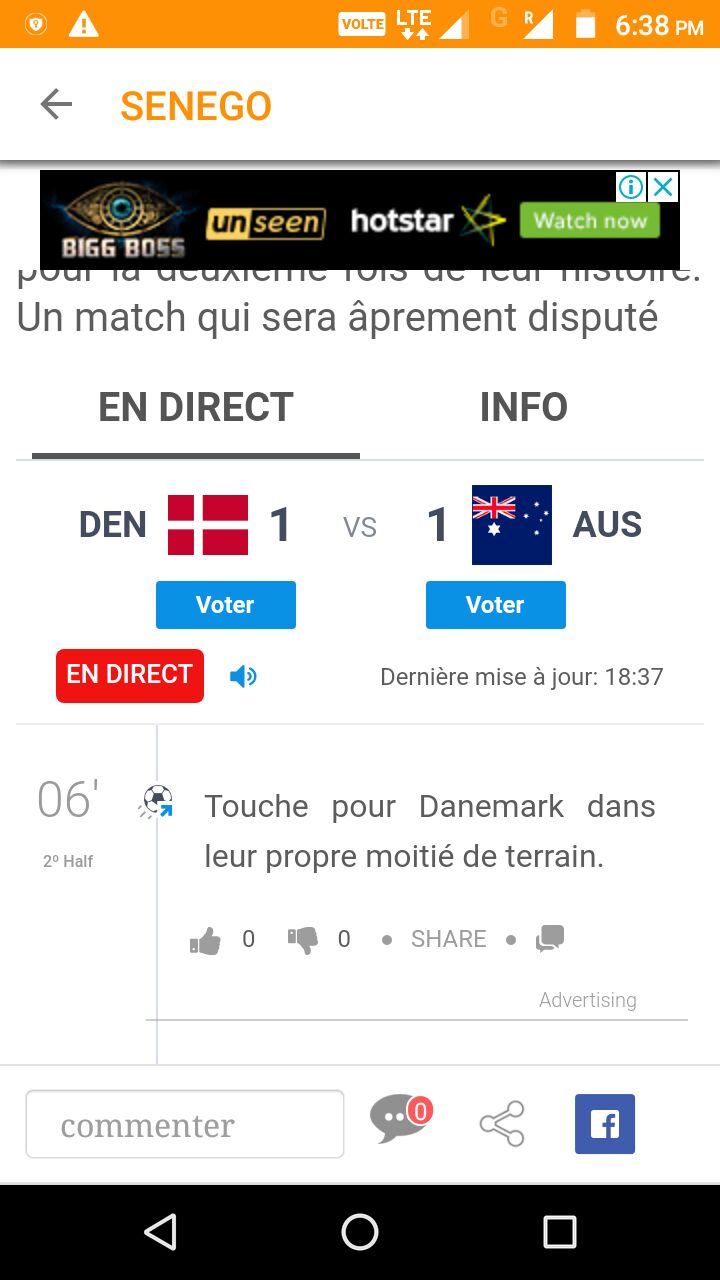 VOLTE LTE G R 6:38 PM
SENEGO
BIGG BOSS unseen hotstar Watch now
pour la deuxième fois de leur histoire.
Un match qui sera âprement disputé
EN DIRECT INFO
DEN 1 VS 1 AUS
Voter Voter
EN DIRECT Dernière mise à jour: 18:37
06' Touche pour Danemark dans
2º Half leur propre moitié de terrain.
0 0 • SHARE •
Advertising
commenter 0